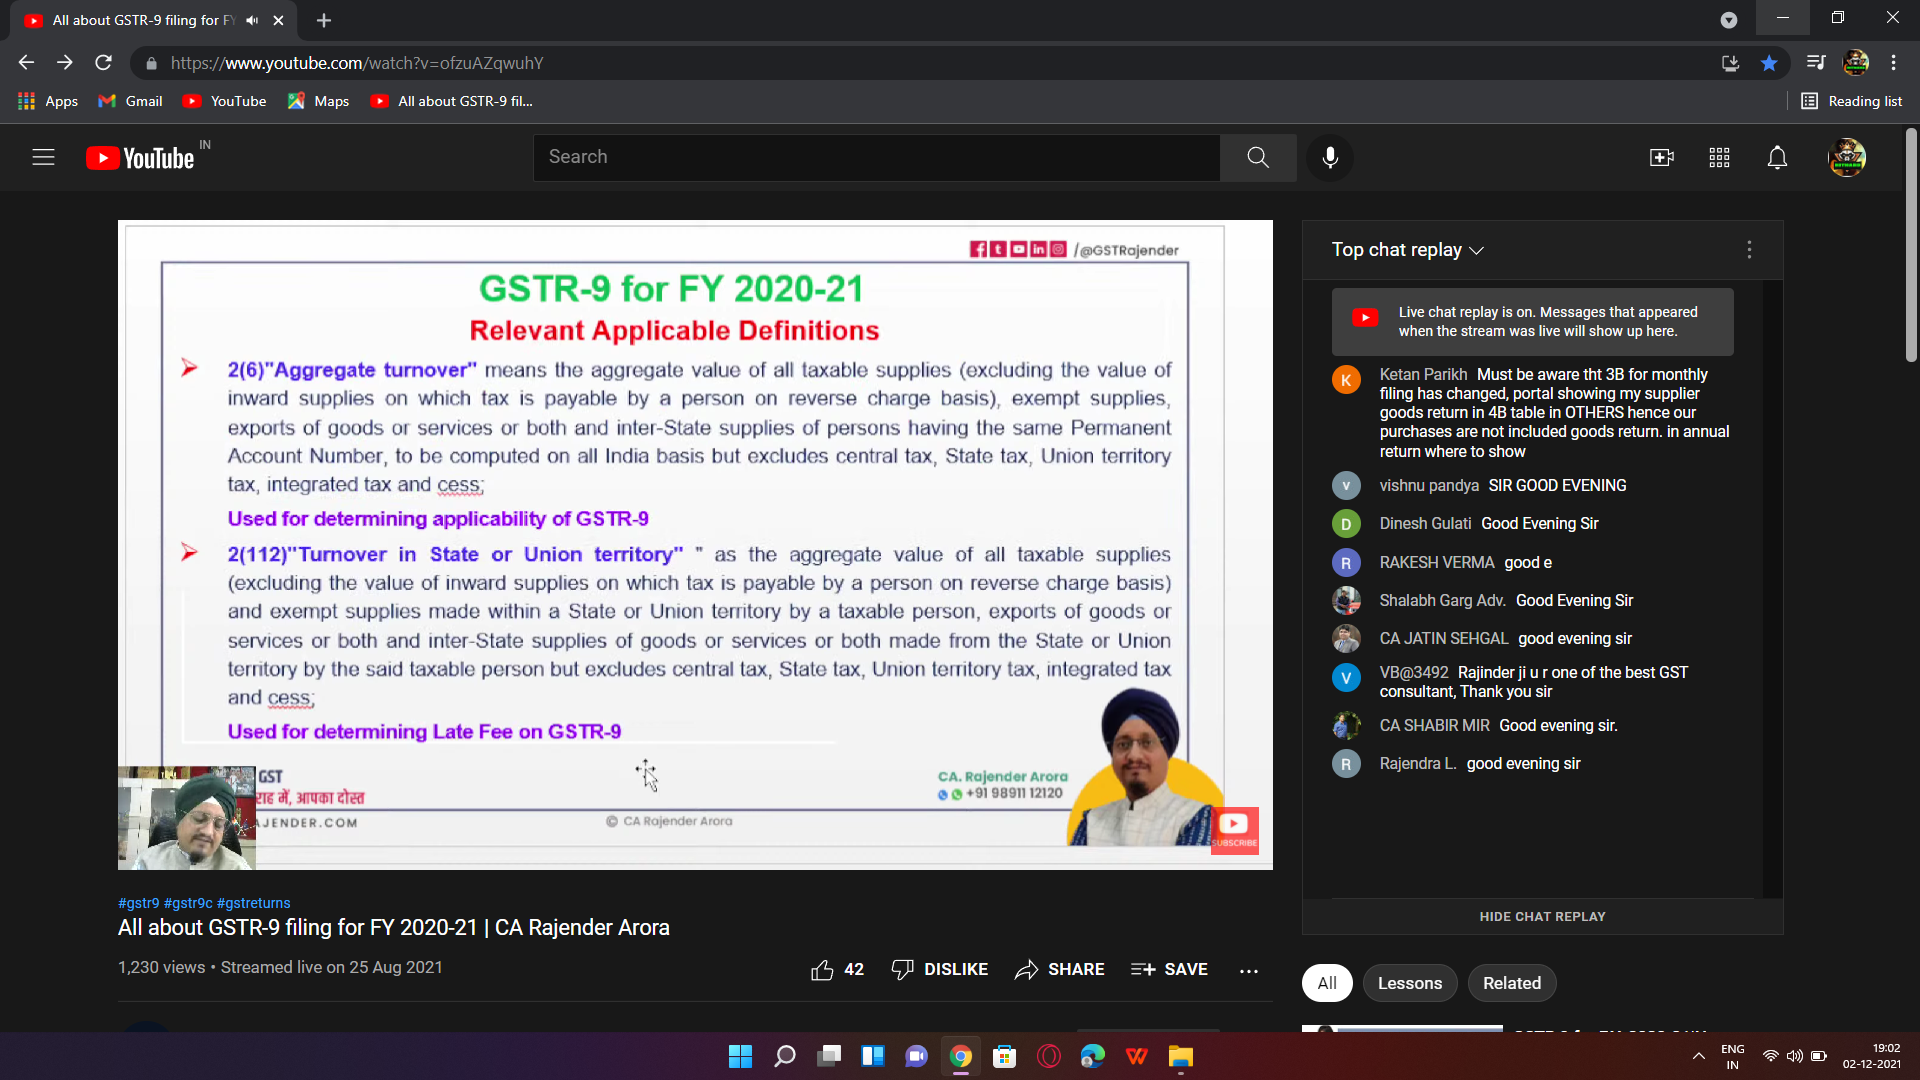 All about GSTR-9 filing for FY
https://www.youtube.com/watch?v=ofzuAZqwuhY
Apps
Gmail
YouTube
Maps
All about GSTR-9 fil...
Reading list
YouTube IN
Search
/@GSTRajender
GSTR-9 for FY 2020-21
Relevant Applicable Definitions
2(6)"Aggregate turnover" means the aggregate value of all taxable supplies (excluding the value of
inward supplies on which tax is payable by a person on reverse charge basis), exempt supplies,
exports of goods or services or both and inter-State supplies of persons having the same Permanent
Account Number, to be computed on all India basis but excludes central tax, State tax, Union territory
tax, integrated tax and cess;
Used for determining applicability of GSTR-9
2(112)"Turnover in State or Union territory" " as the aggregate value of all taxable supplies
(excluding the value of inward supplies on which tax is payable by a person on reverse charge basis)
and exempt supplies made within a State or Union territory by a taxable person, exports of goods or
services or both and inter-State supplies of goods or services or both made from the State or Union
territory by the said taxable person but excludes central tax, State tax, Union territory tax, integrated tax
and cess;
Used for determining Late Fee on GSTR-9
GST
राह में, आपका दोस्त
AJENDER.COM
© CA Rajender Arora
CA. Rajender Arora
+91 98911 12120
SUBSCRIBE
Top chat replay
Live chat replay is on. Messages that appeared
when the stream was live will show up here.
K
Ketan Parikh Must be aware tht 3B for monthly
filing has changed, portal showing my supplier
goods return in 4B table in OTHERS hence our
purchases are not included goods return. in annual
return where to show
v
vishnu pandya SIR GOOD EVENING
D
Dinesh Gulati Good Evening Sir
R
RAKESH VERMA good e
Shalabh Garg Adv. Good Evening Sir
CA JATIN SEHGAL good evening sir
V
VB@3492 Rajinder ji u r one of the best GST
consultant, Thank you sir
CA SHABIR MIR Good evening sir.
R
Rajendra L. good evening sir
HIDE CHAT REPLAY
#gstr9 #gstr9c #gstreturns
All about GSTR-9 filing for FY 2020-21 | CA Rajender Arora
1,230 views • Streamed live on 25 Aug 2021
42
DISLIKE
SHARE
SAVE
All
Lessons
Related
ENG
IN
19:02
02-12-2021